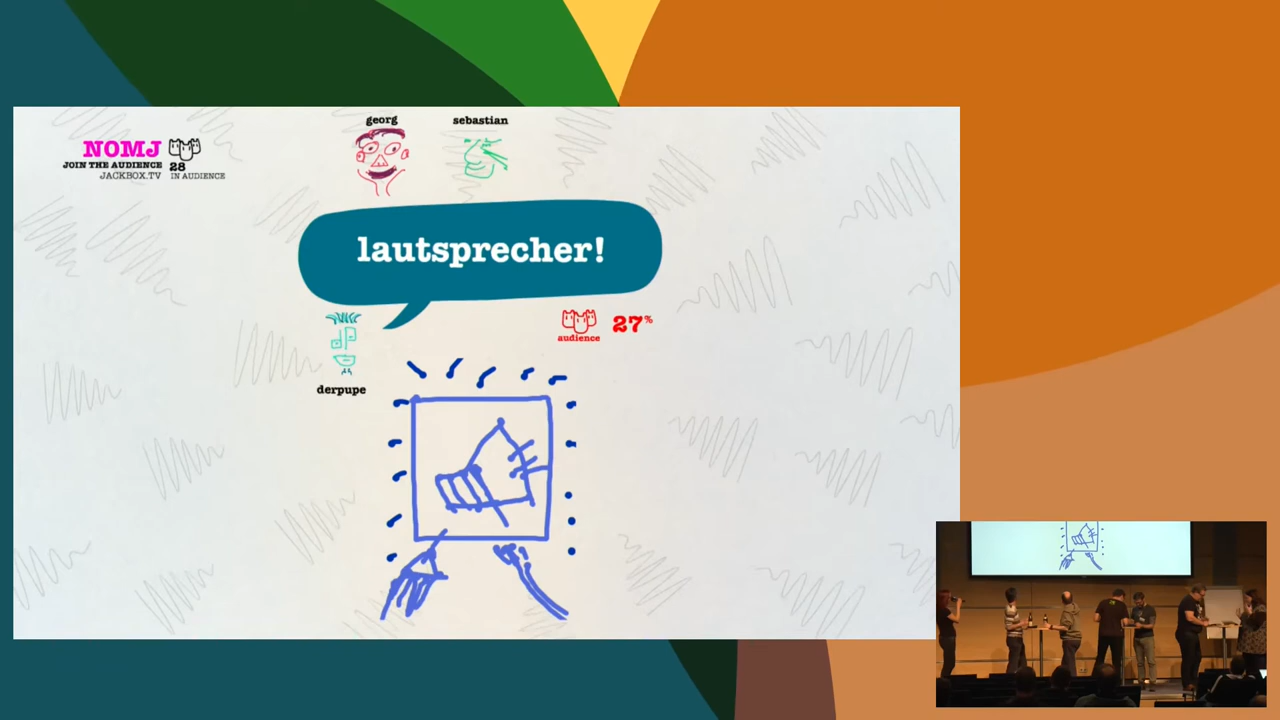 georg
sebastian
NOMJ
JOIN THE AUDIENCE
28
JACKBOX.TV
IN AUDIENCE
lautsprecher!
27%
audience
derpupe